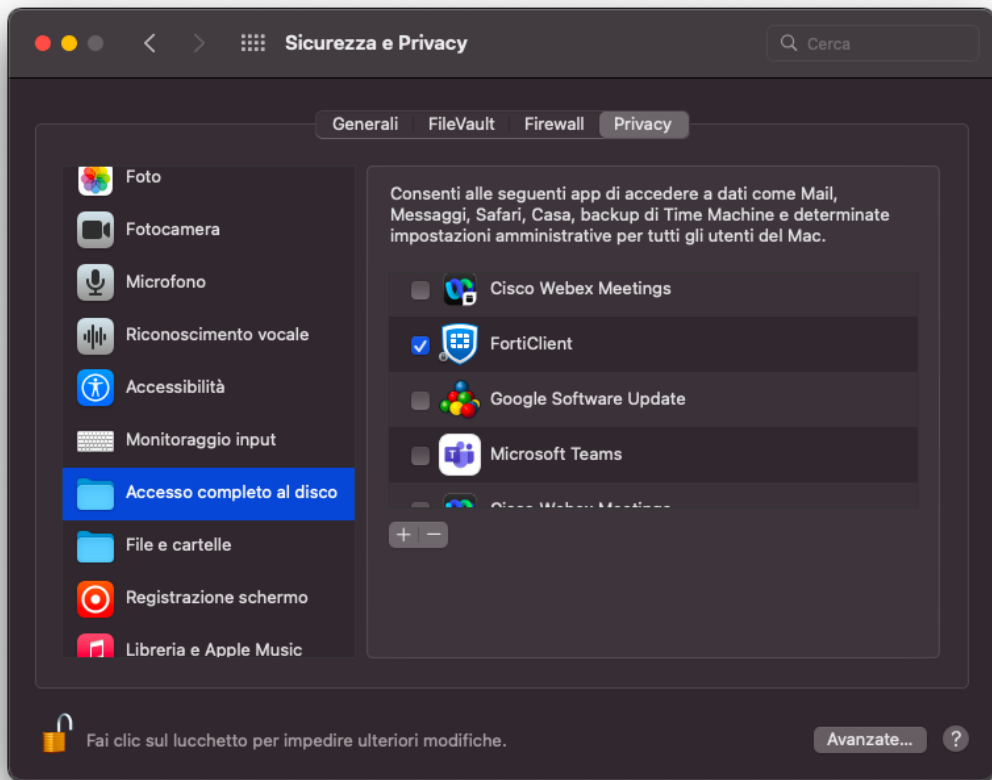 Sicurezza e Privacy
Cerca
Generali
FileVault
Firewall
Privacy
Foto
Fotocamera
Microfono
Riconoscimento vocale
Accessibilità
Monitoraggio input
Accesso completo al disco
File e cartelle
Registrazione schermo
Libreria e Apple Music
Consenti alle seguenti app di accedere a dati come Mail,
Messaggi, Safari, Casa, backup di Time Machine e determinate
impostazioni amministrative per tutti gli utenti del Mac.
Cisco Webex Meetings
FortiClient
Google Software Update
Microsoft Teams
Cisco Webex Meetings
Fai clic sul lucchetto per impedire ulteriori modifiche.
Avanzate...
?